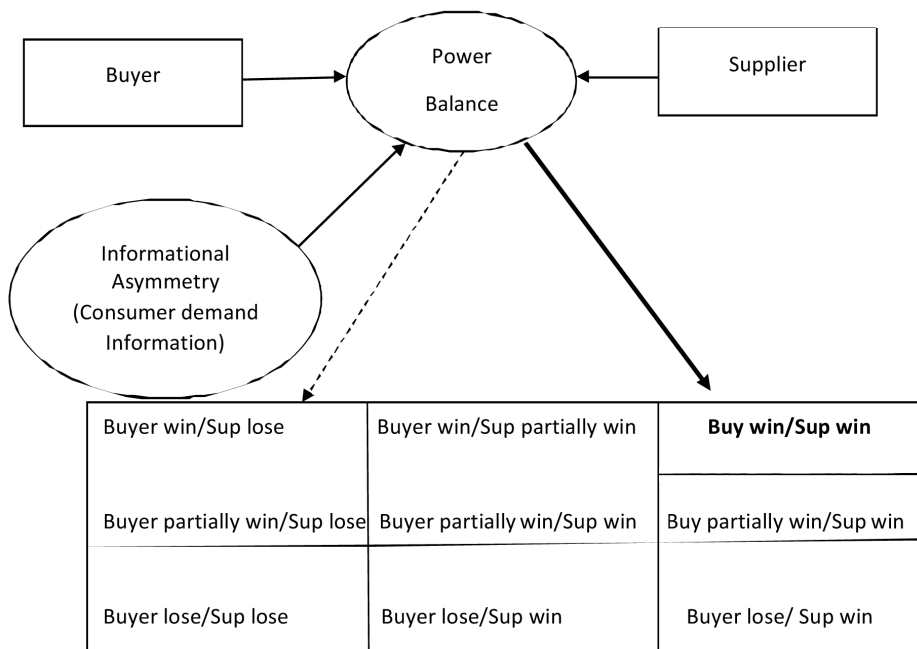 Buyer
Power
Balance
Supplier
Informational
Asymmetry
(Consumer demand
Information)
Buyer win/Sup lose
Buyer win/Sup partially win
Buy win/Sup win
Buyer partially win/Sup lose
Buyer partially win/Sup win
Buy partially win/Sup win
Buyer lose/Sup lose
Buyer lose/Sup win
Buyer lose/ Sup win